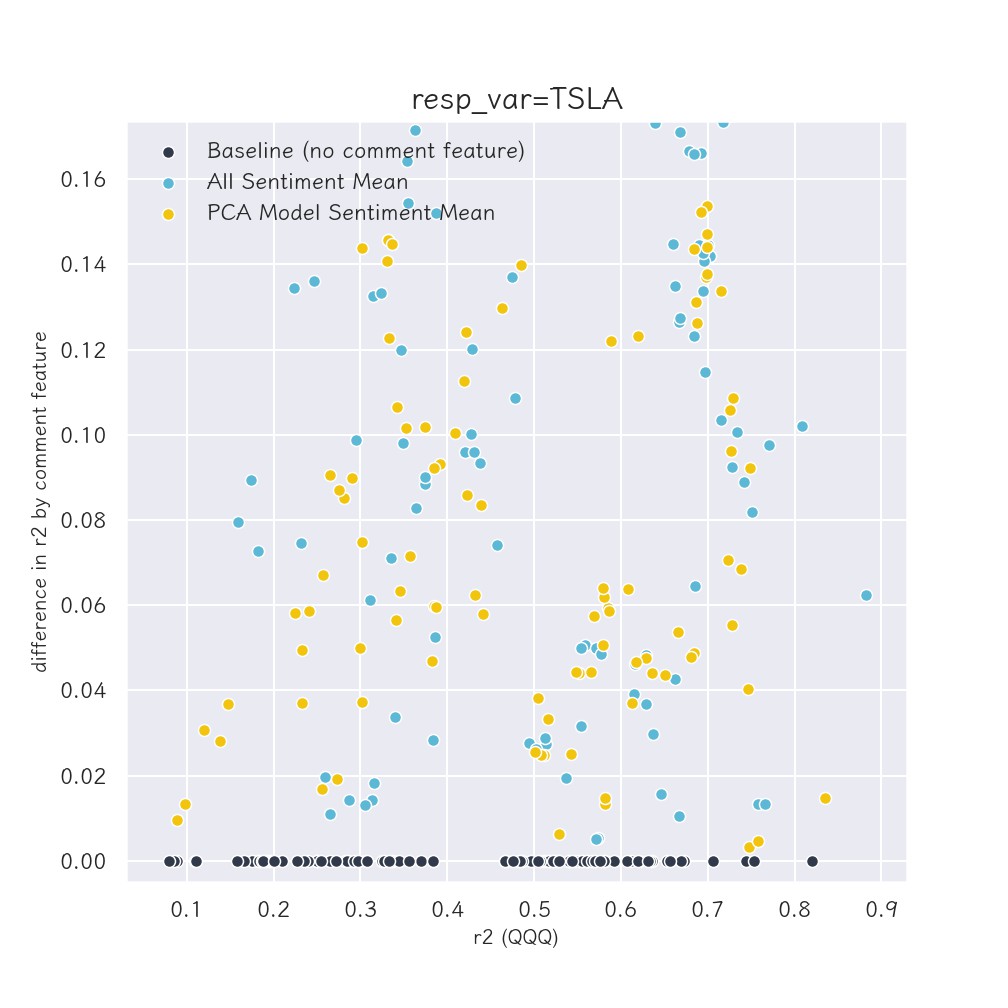 resp_var=TSLA
Baseline (no comment feature)
All Sentiment Mean
PCA Model Sentiment Mean
difference in r2 by comment feature
0.16
0.14
0.12
0.10
0.08
0.06
0.04
0.02
0.00
0.1 0.2 0.3 0.4 0.5 0.6 0.7 0.8 0.9
r2 (QQQ)